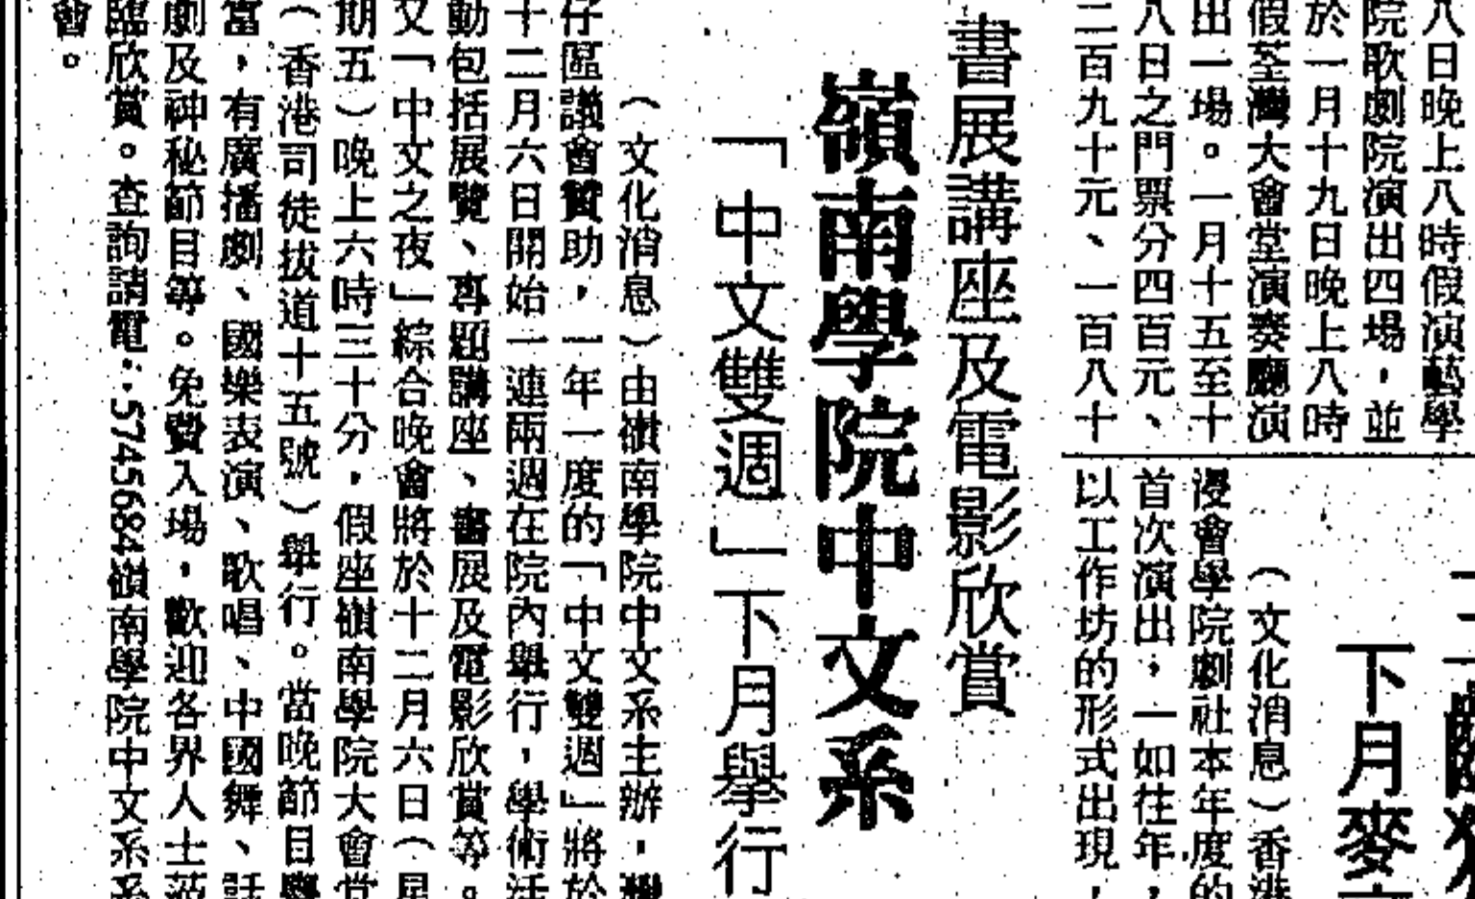 八日晚上八時假演藝學
院歌劇院演出四場，並
於一月十九日晚上八時
假荃灣大會堂演奏廳演
出一場。一月十五至十
八日之門票分四百元、
二百九十元、一百八十
下月麥
（文化消息）香港
浸會學院劇社本年度的
首次演出，一如往年，
以工作坊的形式出現，
書展講座及電影欣賞
嶺南學院中文系
「中文雙週」下月舉行
（文化消息）由嶺南學院中文系主辦，灣
仔區議會贊助，一年一度的「中文雙週」將於
十二月六日開始一連兩週在院內舉行，學術活
動包括展覽、專題講座、書展及電影欣賞等。
又「中文之夜」綜合晚會將於十二月六日（星
期五）晚上六時三十分，假座嶺南學院大會堂
（香港司徒拔道十五號）舉行。當晚節目豐
富，有廣播劇、國樂表演、歌唱、中國舞、話
劇及神秘節目等。免費入場，歡迎各界人士蒞
臨欣賞。查詢請電：5745684嶺南學院中文系系
會。